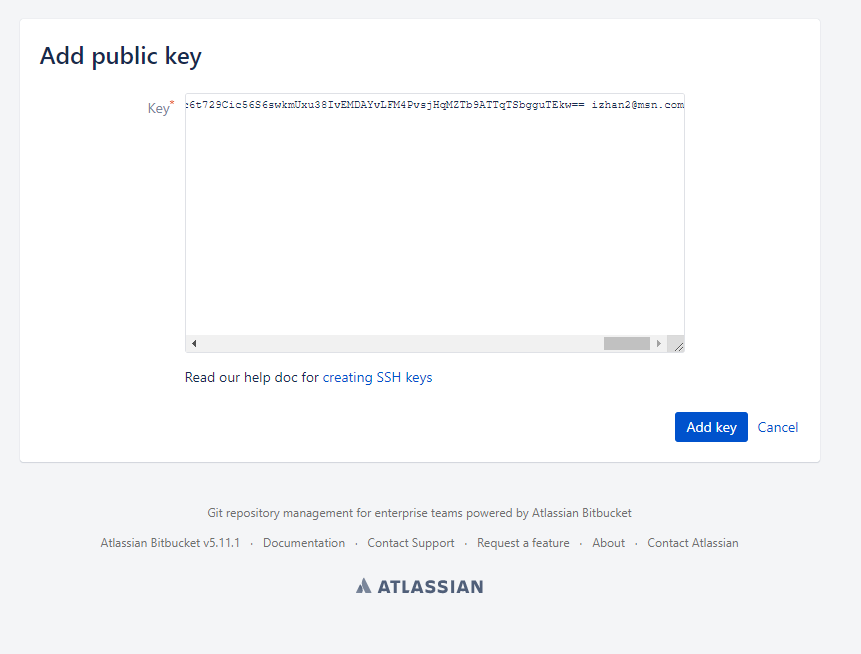 Add public key
Key*
:6t729Cic56S6swkmUxu38IvEMDAYvLFM4PvsjHqMZTb9ATTqTSbgguTEkw== izhan2@msn.com
Read our help doc for creating SSH keys
Add key Cancel
Git repository management for enterprise teams powered by Atlassian Bitbucket
Atlassian Bitbucket v5.11.1 · Documentation · Contact Support · Request a feature · About · Contact Atlassian
ATLASSIAN